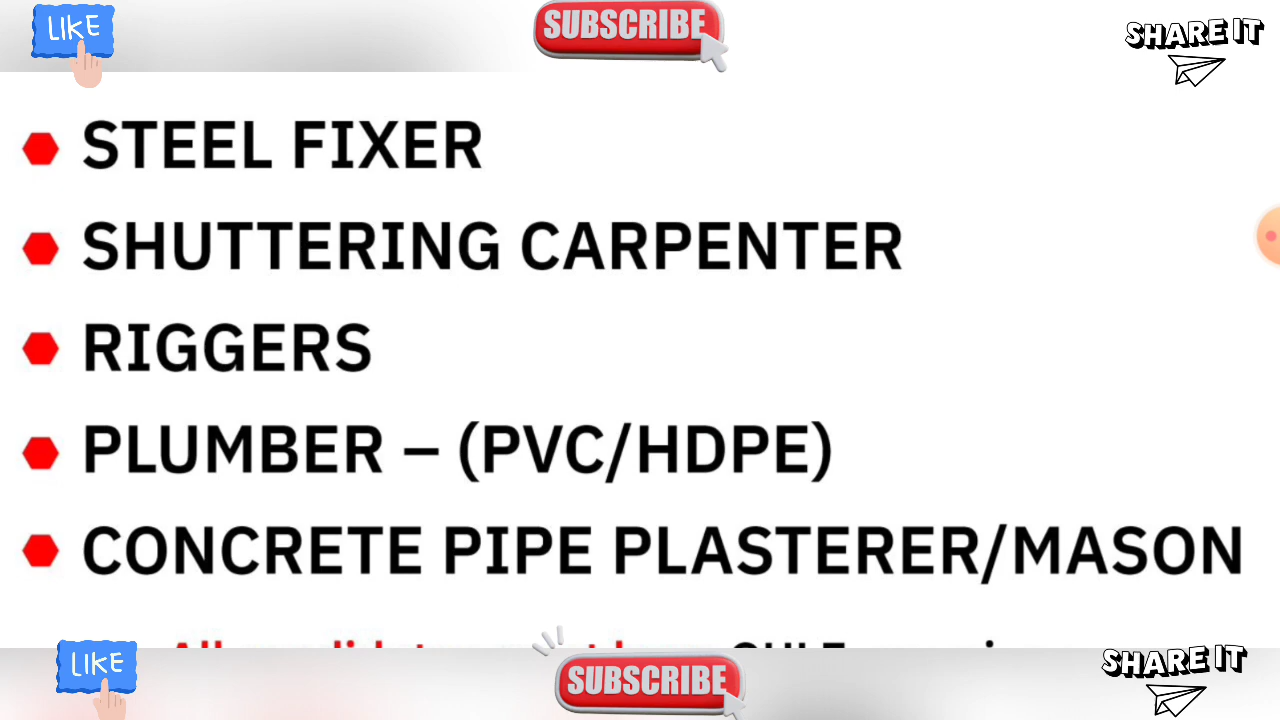 LIKE SUBSCRIBE SHARE IT
STEEL FIXER
SHUTTERING CARPENTER
RIGGERS
PLUMBER – (PVC/HDPE)
CONCRETE PIPE PLASTERER/MASON
LIKE SUBSCRIBE SHARE IT